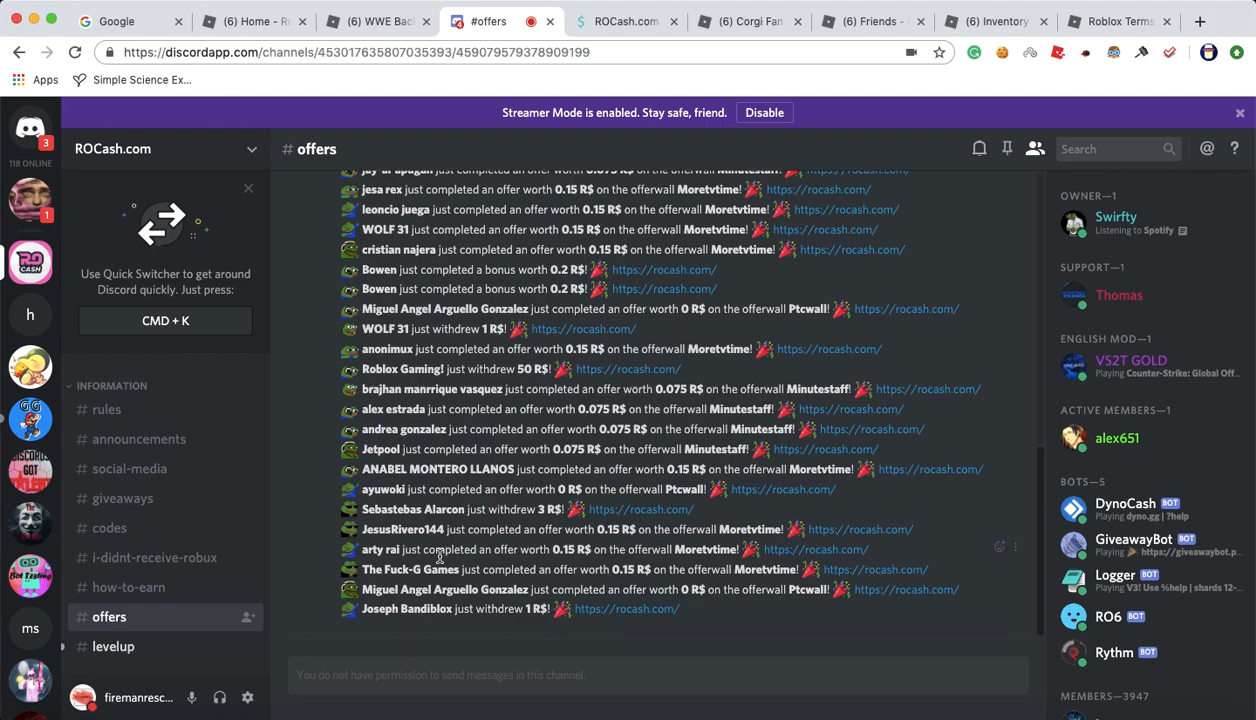 Google
(6) Home - Ro
(6) WWE Bac
#offers
ROCash.com
(6) Corgi Fan
(6) Friends -
(6) Inventory
Roblox Terms
https://discordapp.com/channels/453017635807035393/459079579378909199
Apps
Simple Science Ex...
Streamer Mode is enabled. Stay safe, friend.
Disable
3
118 ONLINE
1
RO CASH
h
GG
ms
ROCash.com
Use Quick Switcher to get around
Discord quickly. Just press:
CMD + K
INFORMATION
# rules
# announcements
# social-media
# giveaways
# codes
# i-didnt-receive-robux
# how-to-earn
# offers
# levelup
firemanresc...
# offers
Search
jesa rex just completed an offer worth 0.15 R$ on the offerwall Moretvtime! https://rocash.com/
leoncio juega just completed an offer worth 0.15 R$ on the offerwall Moretvtime! https://rocash.com/
WOLF 31 just completed an offer worth 0.15 R$ on the offerwall Moretvtime! https://rocash.com/
cristian najera just completed an offer worth 0.15 R$ on the offerwall Moretvtime! https://rocash.com/
Bowen just completed a bonus worth 0.2 R$! https://rocash.com/
Bowen just completed a bonus worth 0.2 R$! https://rocash.com/
Miguel Angel Arguello Gonzalez just completed an offer worth 0 R$ on the offerwall Ptcwall! https://rocash.com/
WOLF 31 just withdrew 1 R$! https://rocash.com/
anonimux just completed an offer worth 0.15 R$ on the offerwall Moretvtime! https://rocash.com/
Roblox Gaming! just withdrew 50 R$! https://rocash.com/
brajhan manrrique vasquez just completed an offer worth 0.075 R$ on the offerwall Minutestaff! https://rocash.com/
alex estrada just completed an offer worth 0.075 R$ on the offerwall Minutestaff! https://rocash.com/
andrea gonzalez just completed an offer worth 0.075 R$ on the offerwall Minutestaff! https://rocash.com/
Jetpool just completed an offer worth 0.075 R$ on the offerwall Minutestaff! https://rocash.com/
ANABEL MONTERO LLANOS just completed an offer worth 0.15 R$ on the offerwall Moretvtime! https://rocash.com/
ayuwoki just completed an offer worth 0 R$ on the offerwall Ptcwall! https://rocash.com/
Sebastebas Alarcon just withdrew 3 R$! https://rocash.com/
JesusRivero144 just completed an offer worth 0.15 R$ on the offerwall Moretvtime! https://rocash.com/
arty rai just completed an offer worth 0.15 R$ on the offerwall Moretvtime! https://rocash.com/
The Fuck-G Games just completed an offer worth 0.15 R$ on the offerwall Moretvtime! https://rocash.com/
Miguel Angel Arguello Gonzalez just completed an offer worth 0 R$ on the offerwall Ptcwall! https://rocash.com/
Joseph Bandiblox just withdrew 1 R$! https://rocash.com/
You do not have permission to send messages in this channel.
OWNER—1
Swirfty
Listening to Spotify
SUPPORT—1
Thomas
ENGLISH MOD—1
VS2T GOLD
Playing Counter-Strike: Global Off...
ACTIVE MEMBERS—1
alex651
BOTS—5
DynoCash BOT
Playing dyno.gg | ?help
GiveawayBot BOT
Playing https://giveawaybot.p...
Logger BOT
Playing V3! Use %help | shards 12-...
RO6 BOT
Rythm BOT
MEMBERS—3947